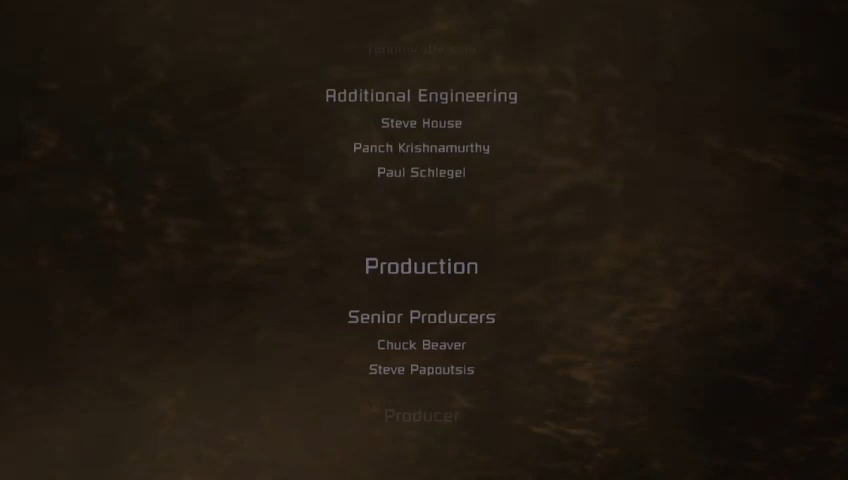 Additional Engineering
Steve House
Panch Krishnamurthy
Paul Schlegel
Production
Senior Producers
Chuck Beaver
Steve Papoutsis
Producer